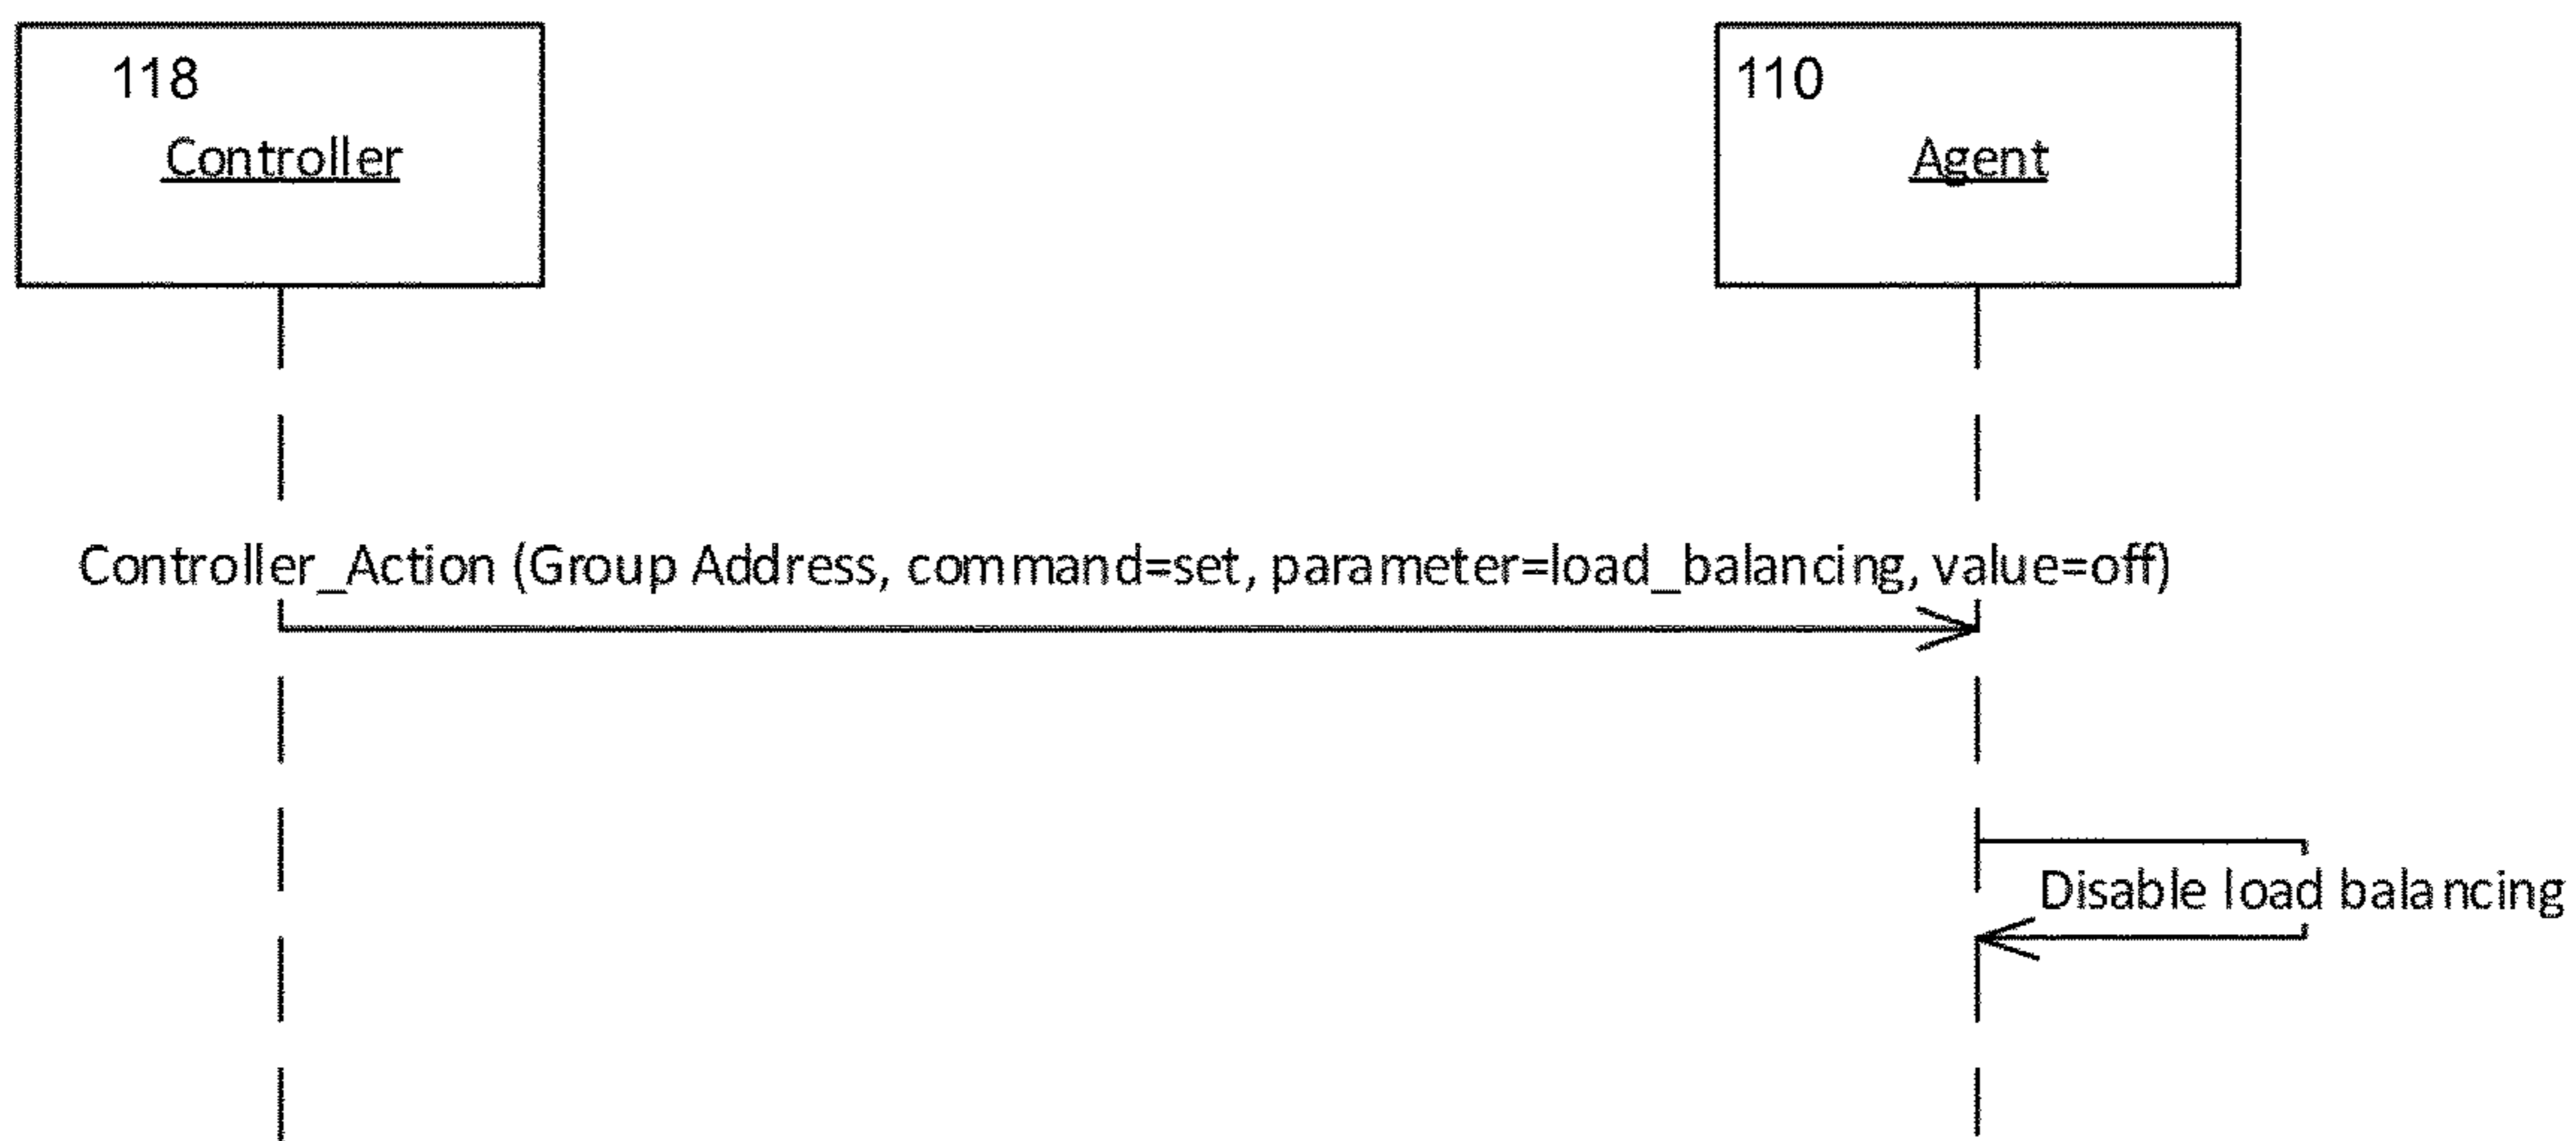 118
Controller
110
Agent
Controller_Action (Group Address, command=set, parameter=load_balancing, value=off)
Disable load balancing